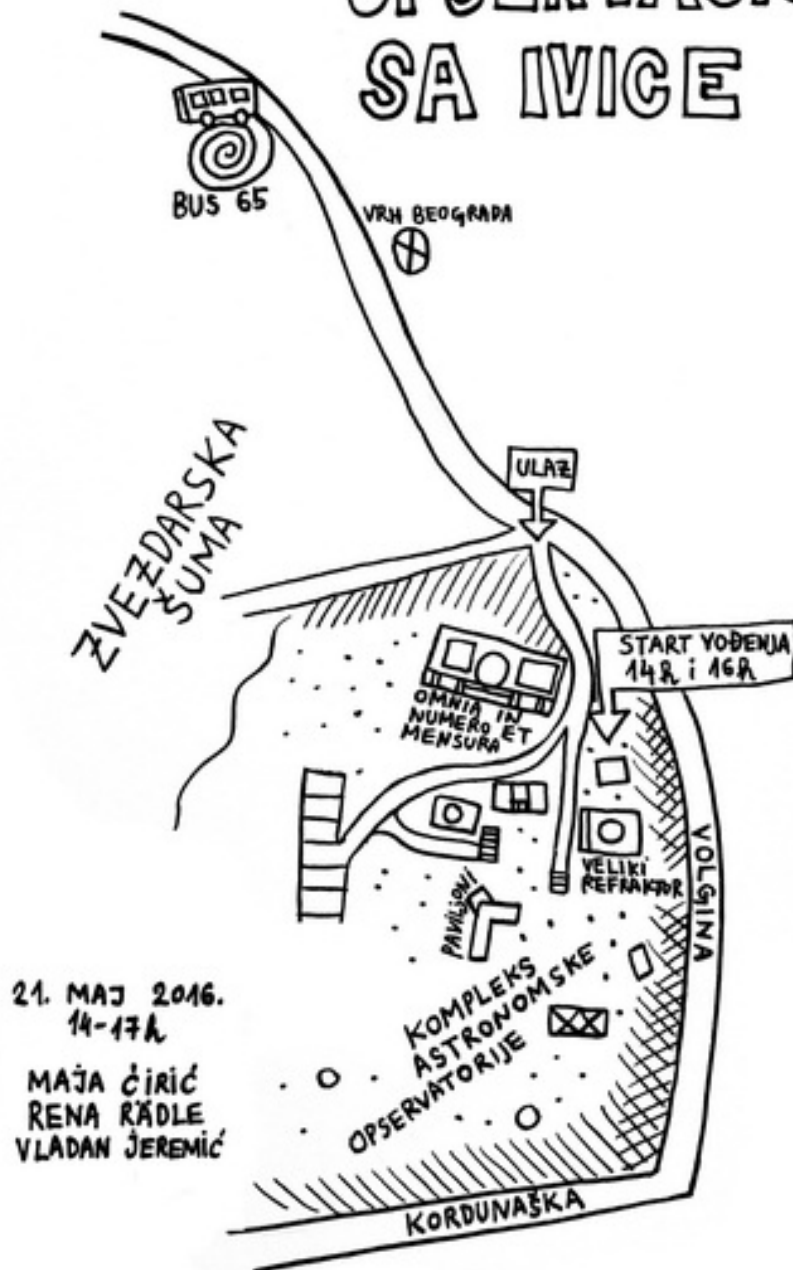 SA IVICE
BUS 65
VRH BEOGRADA
ZVEZDARSKA
ŠUMA
ULAZ
START VOĐENJA
14h i 16h
OMNIA IN
NUMERO ET
MENSURA
VELIKI
REFRAKTOR
VOLGINA
PAVILJONI
KOMPLEKS
ASTRONOMSKE
OPSERVATORIJE
21. MAJ 2016.
14-17h
MAJA ĆIRIĆ
RENA RÄDLE
VLADAN JEREMIĆ
KORDUNAŠKA